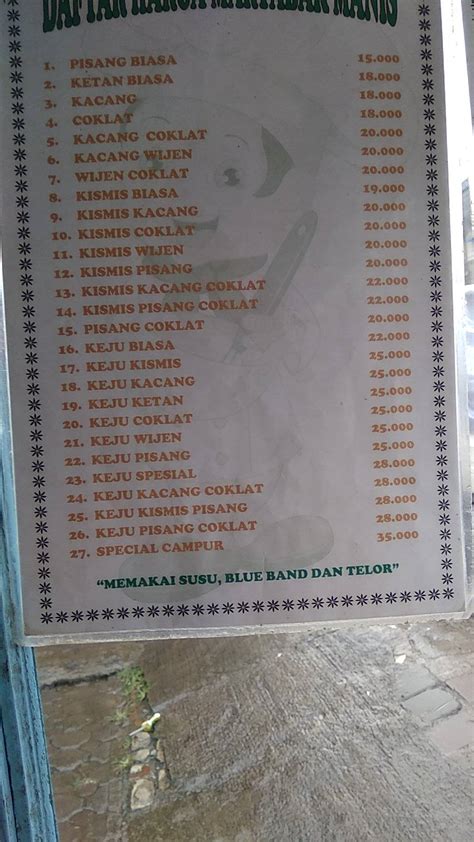 DAFTAR HARGA MARTABAK MANIS
1. PISANG BIASA 15.000
2. KETAN BIASA 18.000
3. KACANG 18.000
4. COKLAT 18.000
5. KACANG COKLAT 20.000
6. KACANG WIJEN 20.000
7. WIJEN COKLAT 20.000
8. KISMIS BIASA 19.000
9. KISMIS KACANG 20.000
10. KISMIS COKLAT 20.000
11. KISMIS WIJEN 20.000
12. KISMIS PISANG 20.000
13. KISMIS KACANG COKLAT 22.000
14. KISMIS PISANG COKLAT 22.000
15. PISANG COKLAT 20.000
16. KEJU BIASA 22.000
17. KEJU KISMIS 25.000
18. KEJU KACANG 25.000
19. KEJU KETAN 25.000
20. KEJU COKLAT 25.000
21. KEJU WIJEN 25.000
22. KEJU PISANG 25.000
23. KEJU SPESIAL 28.000
24. KEJU KACANG COKLAT 28.000
25. KEJU KISMIS PISANG 28.000
26. KEJU PISANG COKLAT 28.000
27. SPECIAL CAMPUR 35.000
“MEMAKAI SUSU, BLUE BAND DAN TELOR”